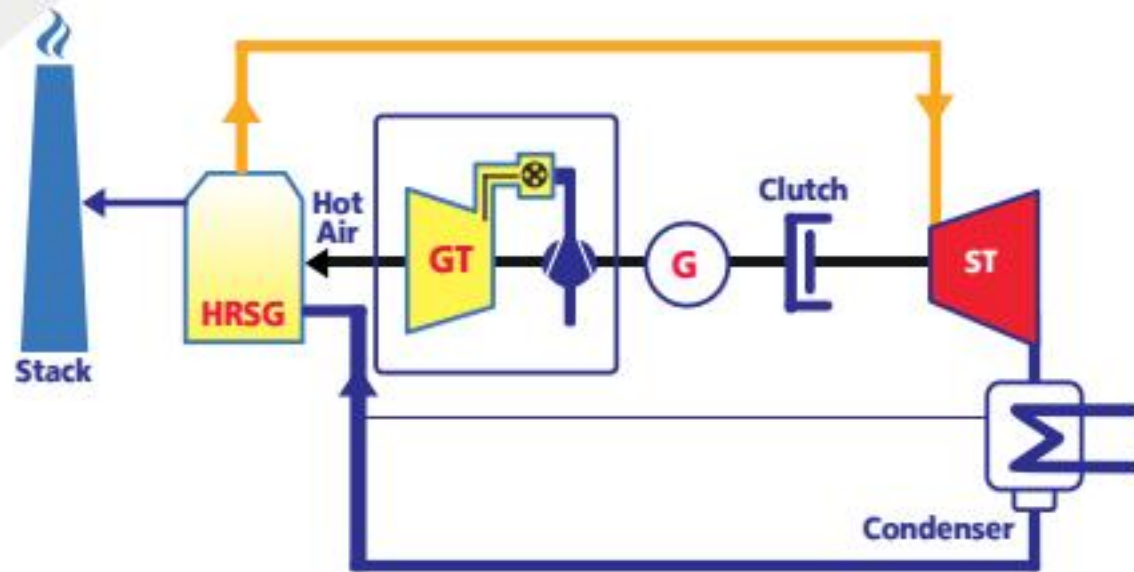 Stack
HRSG
Hot
Air
GT
G
Clutch
ST
Condenser